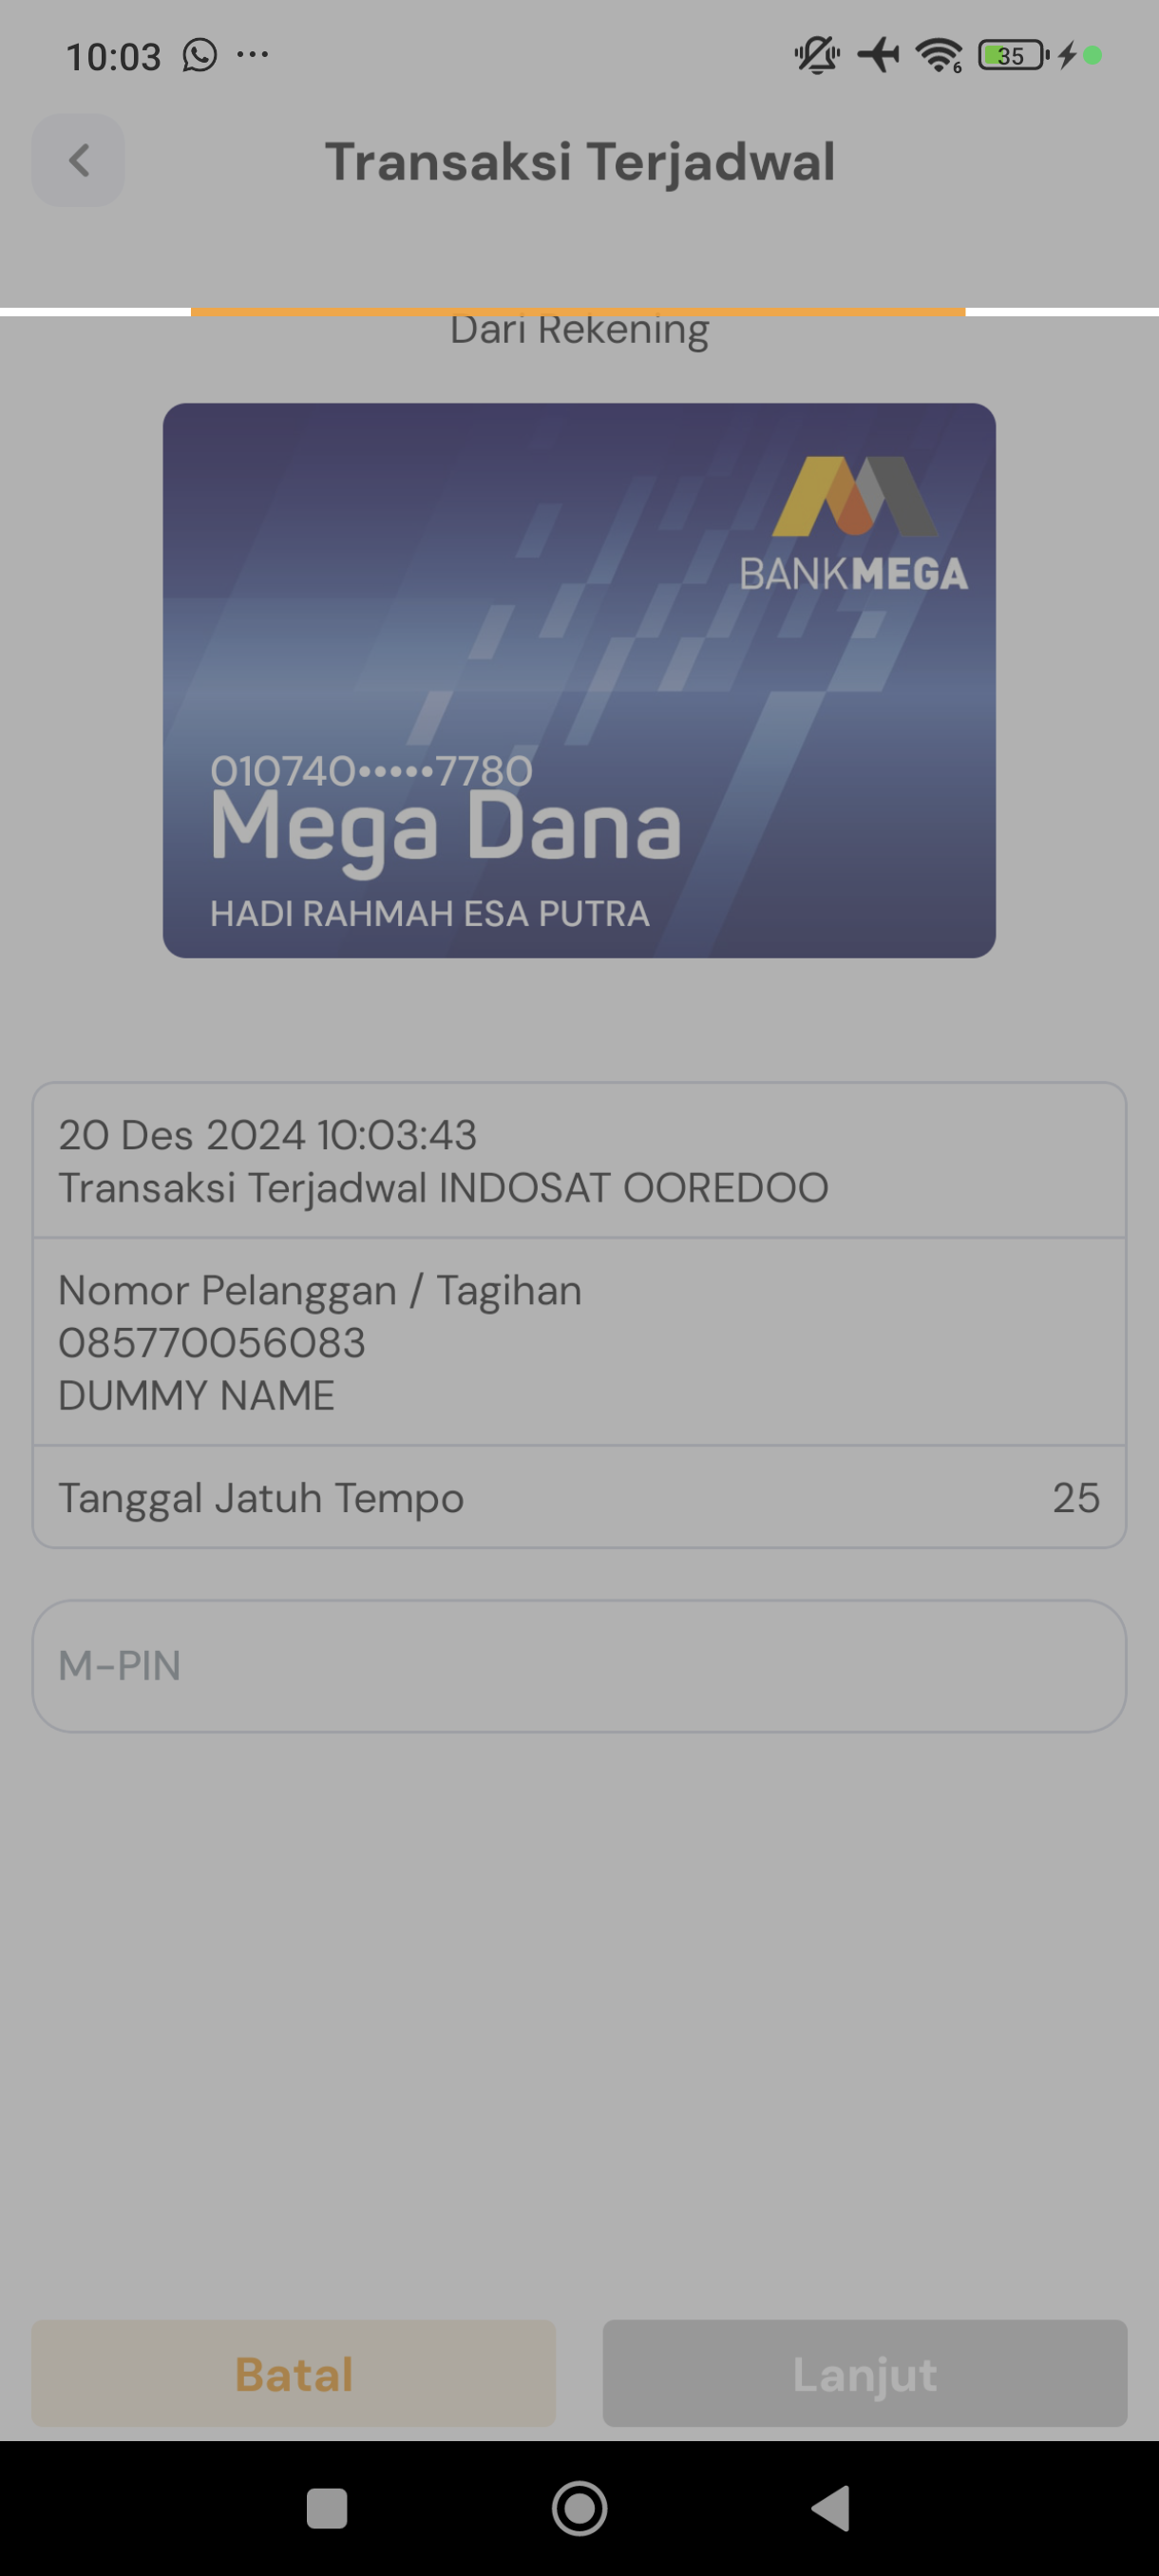 10:03
6
35
Transaksi Terjadwal
Dari Rekening
BANKMEGA
010740•••••7780
Mega Dana
HADI RAHMAH ESA PUTRA
20 Des 2024 10:03:43
Transaksi Terjadwal INDOSAT OOREDOO
Nomor Pelanggan / Tagihan
085770056083
DUMMY NAME
Tanggal Jatuh Tempo 25
M-PIN
Batal
Lanjut